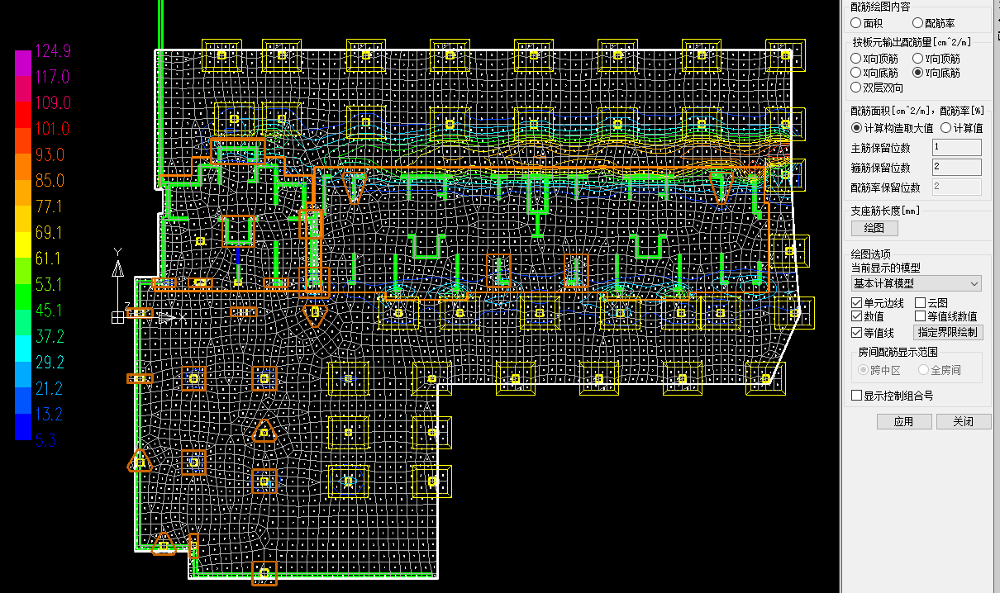 124.9
117.0
109.0
101.0
93.0
85.0
77.1
69.1
61.1
53.1
45.1
37.2
29.2
21.2
13.2
5.3
Y
Z
X
配筋绘图内容
面积 配筋率
按板元输出配筋量[cm^2/m]
X向顶筋 Y向顶筋
X向底筋 Y向底筋
双层双向
配筋面积[cm^2/m], 配筋率[%]
计算构造取大值 计算值
主筋保留位数 1
箍筋保留位数 2
配筋率保留位数 2
支座筋长度[mm]
绘图
绘图选项
当前显示的模型
基本计算模型
单元边线 云图
数值 等值线数值
等值线 指定界限绘制
房间配筋显示范围
跨中区 全房间
显示控制组合号
应用 关闭